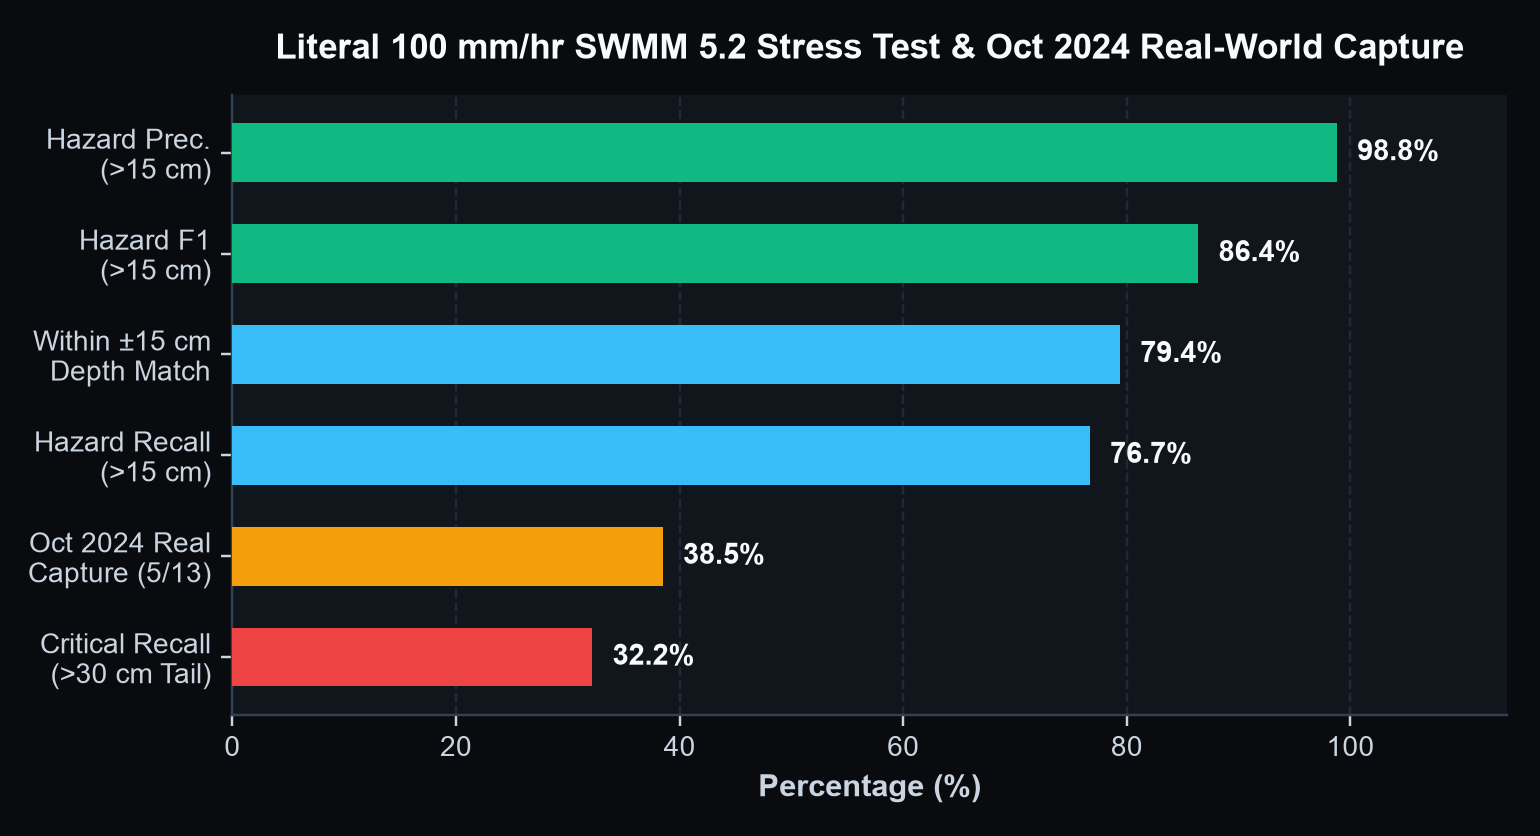 Literal 100 mm/hr SWMM 5.2 Stress Test & Oct 2024 Real-World Capture
Hazard Prec.
(>15 cm)
98.8%
Hazard F1
(>15 cm)
86.4%
Within ±15 cm
Depth Match
79.4%
Hazard Recall
(>15 cm)
76.7%
Oct 2024 Real
Capture (5/13)
38.5%
Critical Recall
(>30 cm Tail)
32.2%
0 20 40 60 80 100
Percentage (%)